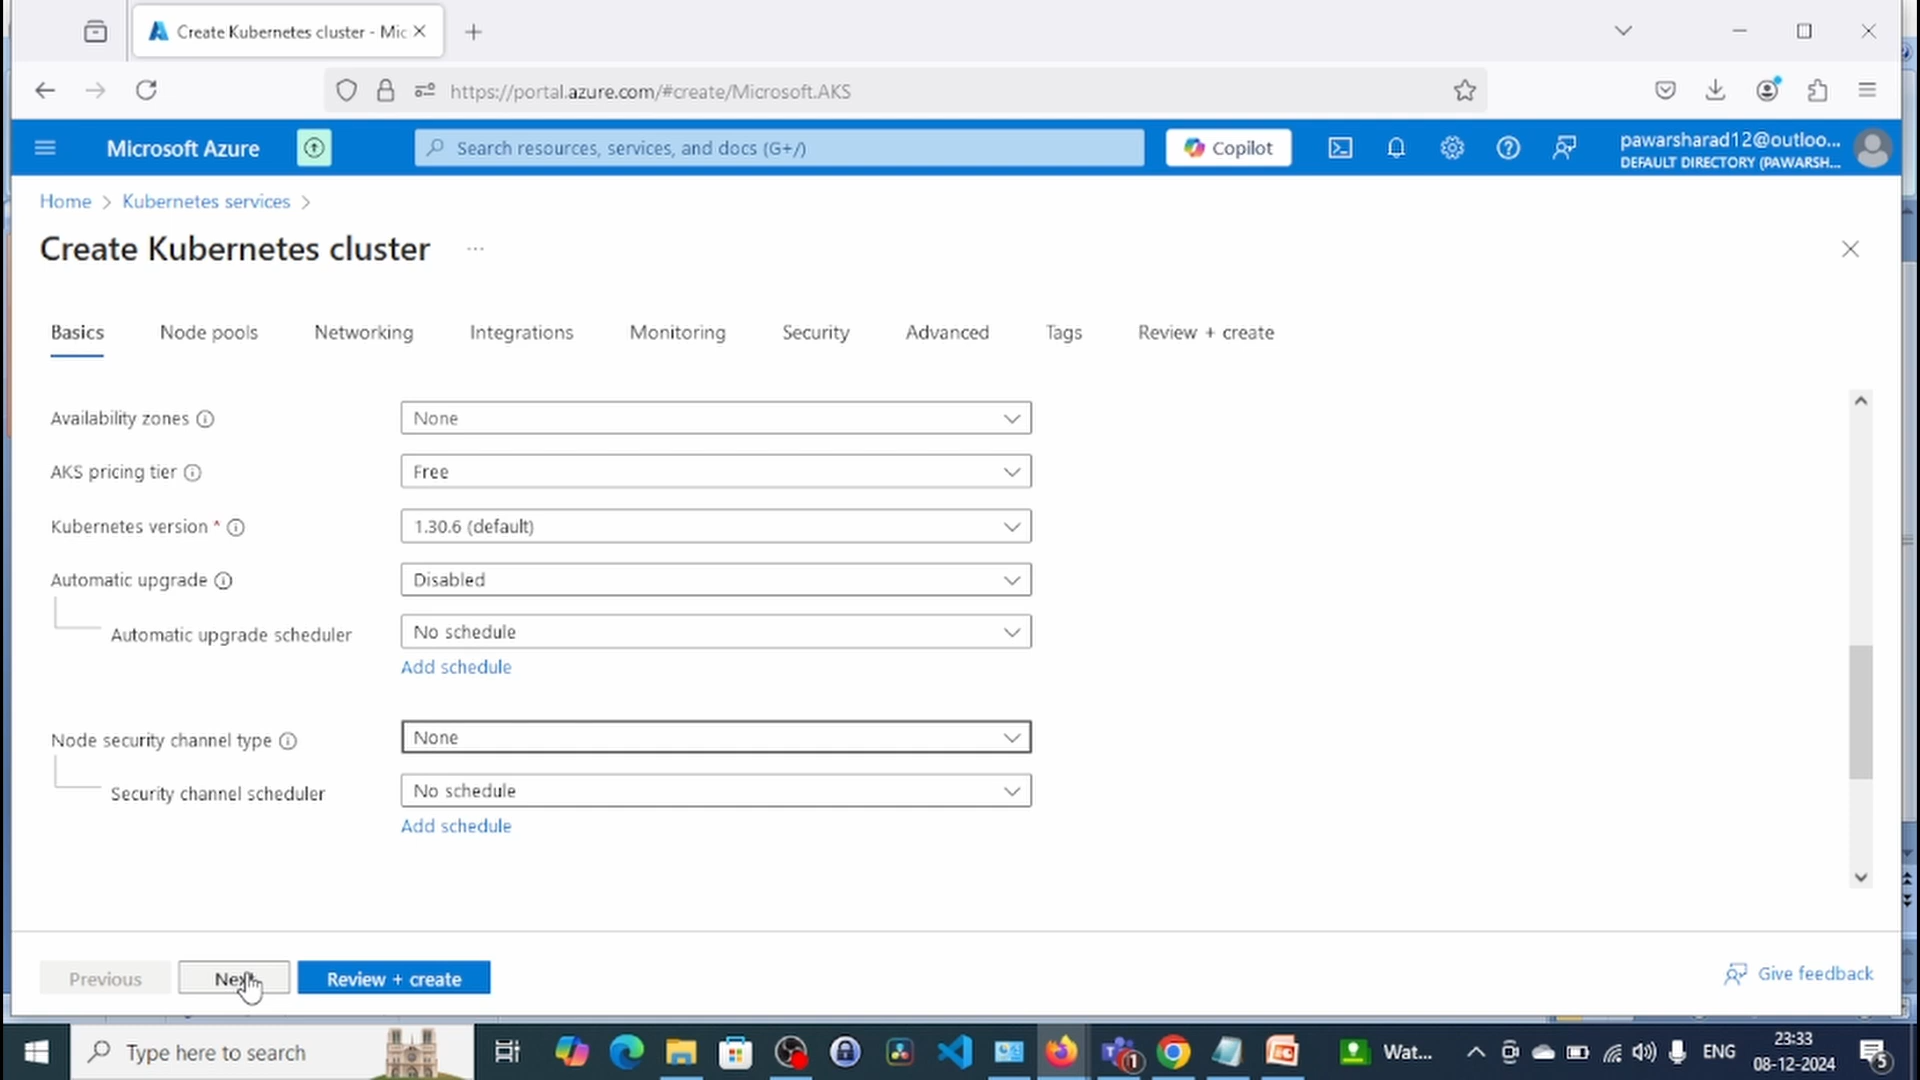 Create Kubernetes cluster - Mic
https://portal.azure.com/#create/Microsoft.AKS
Microsoft Azure
Search resources, services, and docs (G+/)
Copilot
pawarsharad12@outloo...
DEFAULT DIRECTORY (PAWARSH...
Home > Kubernetes services >
Create Kubernetes cluster ...
Basics Node pools Networking Integrations Monitoring Security Advanced Tags Review + create
Availability zones None
AKS pricing tier Free
Kubernetes version * 1.30.6 (default)
Automatic upgrade Disabled
Automatic upgrade scheduler No schedule
Add schedule
Node security channel type None
Security channel scheduler No schedule
Add schedule
Previous Next Review + create Give feedback
Type here to search
1
Wat...
ENG
23:33
08-12-2024
5